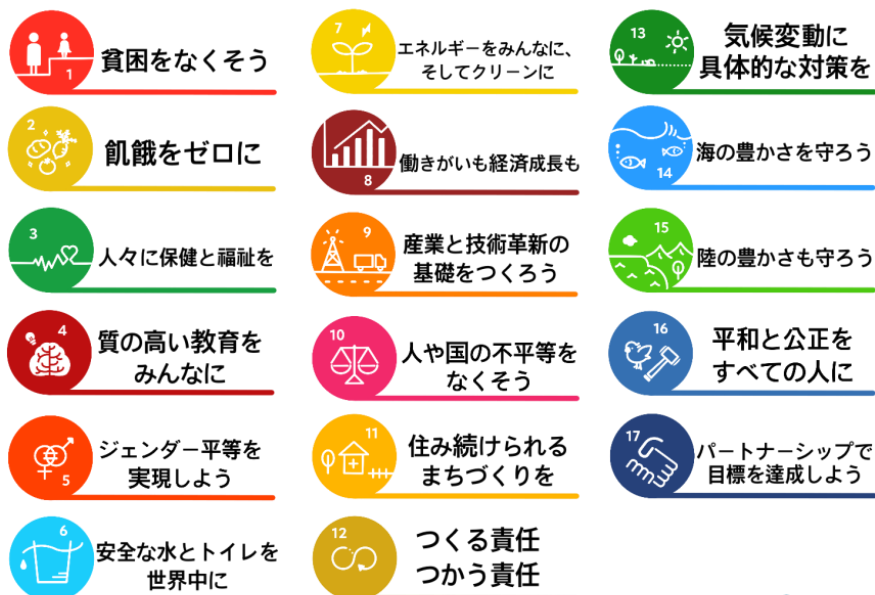 1
貧困をなくそう
2
飢餓をゼロに
3
人々に保健と福祉を
4
質の高い教育を
みんなに
5
ジェンダー平等を
実現しよう
6
安全な水とトイレを
世界中に
7
エネルギーをみんなに、
そしてクリーンに
8
働きがいも経済成長も
9
産業と技術革新の
基礎をつくろう
10
人や国の不平等を
なくそう
11
住み続けられる
まちづくりを
12
つくる責任
つかう責任
13
気候変動に
具体的な対策を
14
海の豊かさを守ろう
15
陸の豊かさも守ろう
16
平和と公正を
すべての人に
17
パートナーシップで
目標を達成しよう